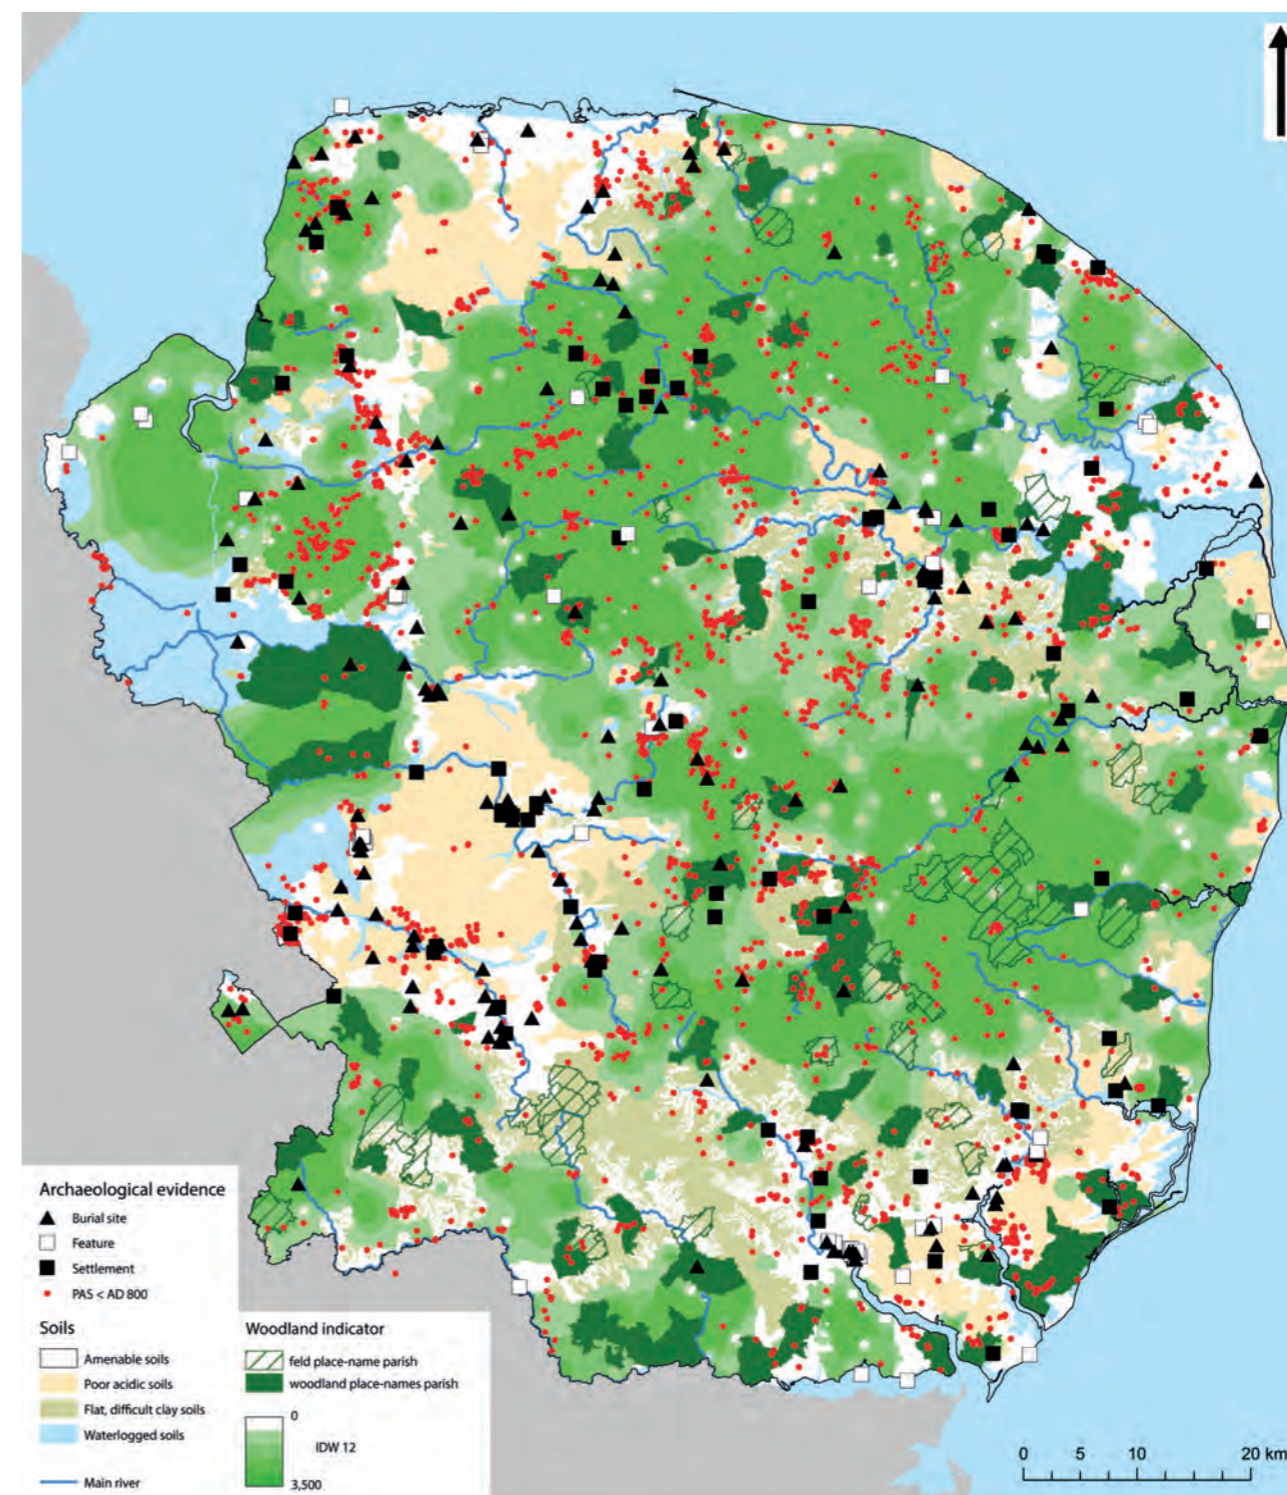 Archaeological evidence
Burial site
Feature
Settlement
PAS < AD 800
Soils
Amenable soils
Poor acidic soils
Flat, difficult clay soils
Waterlogged soils
Main river
Woodland indicator
feld place-name parish
woodland place-names parish
0
IDW 12
3,500
0 5 10 20 km